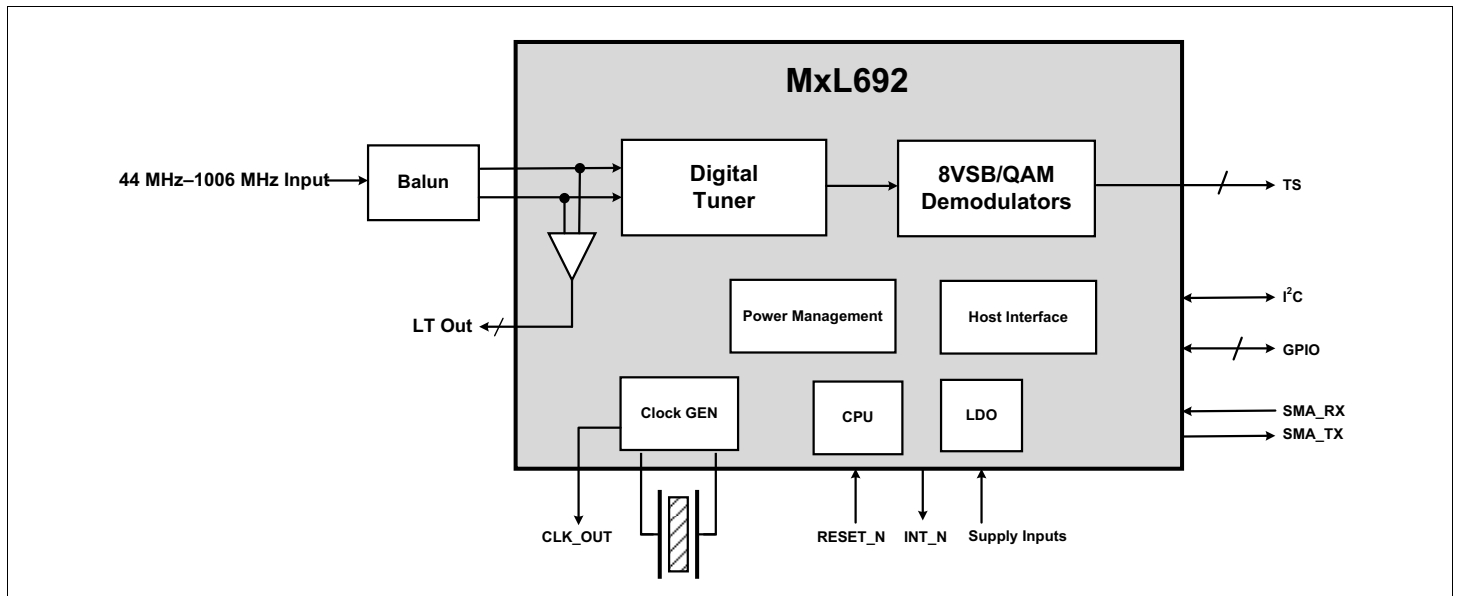 MxL692
44 MHz–1006 MHz Input
Balun
Digital
Tuner
8VSB/QAM
Demodulators
TS
Power Management
Host Interface
I²C
LT Out
GPIO
Clock GEN
CPU
LDO
SMA_RX
SMA_TX
CLK_OUT
RESET_N
INT_N
Supply Inputs